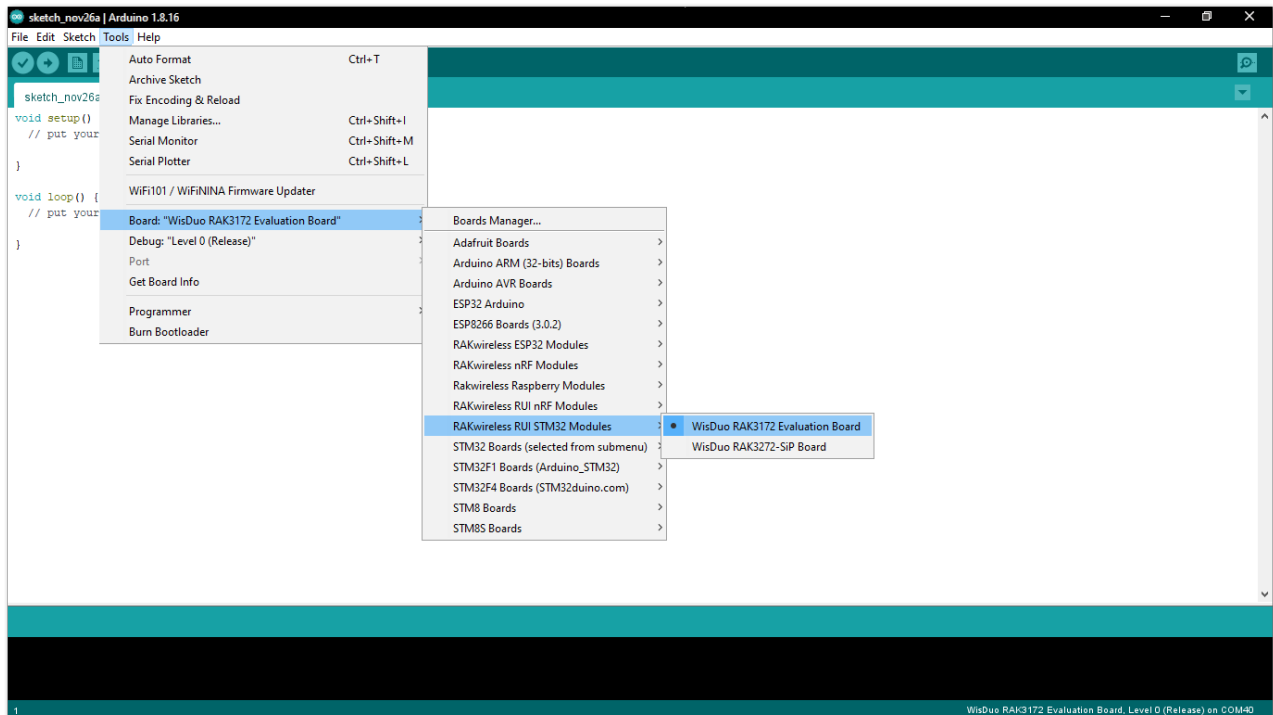 sketch_nov26a | Arduino 1.8.16
File Edit Sketch Tools Help
sketch_nov26a
void setup()
// put your
}
void loop() {
// put your
}
Auto Format Ctrl+T
Archive Sketch
Fix Encoding & Reload
Manage Libraries... Ctrl+Shift+I
Serial Monitor Ctrl+Shift+M
Serial Plotter Ctrl+Shift+L
WiFi101 / WiFiNINA Firmware Updater
Board: "WisDuo RAK3172 Evaluation Board"
Debug: "Level 0 (Release)"
Port
Get Board Info
Programmer
Burn Bootloader
Boards Manager...
Adafruit Boards
Arduino ARM (32-bits) Boards
Arduino AVR Boards
ESP32 Arduino
ESP8266 Boards (3.0.2)
RAKwireless ESP32 Modules
RAKwireless nRF Modules
Rakwireless Raspberry Modules
RAKwireless RUI nRF Modules
RAKwireless RUI STM32 Modules
STM32 Boards (selected from submenu)
STM32F1 Boards (Arduino_STM32)
STM32F4 Boards (STM32duino.com)
STM8 Boards
STM8S Boards
WisDuo RAK3172 Evaluation Board
WisDuo RAK3272-SiP Board
1 WisDuo RAK3172 Evaluation Board, Level 0 (Release) on COM40